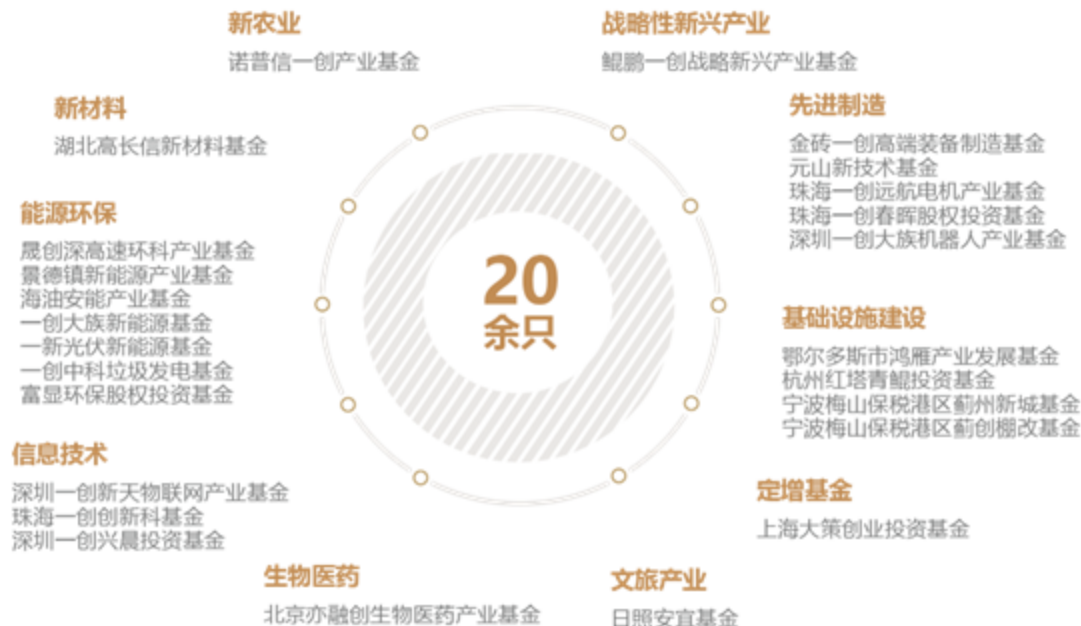 新农业
诺普信一创产业基金
战略性新兴产业
鲲鹏一创战略新兴产业基金
新材料
湖北高长信新材料基金
先进制造
金砖一创高端装备制造基金
元山新技术基金
珠海一创远航电机产业基金
珠海一创春晖股权投资基金
深圳一创大族机器人产业基金
能源环保
晟创深高速环科产业基金
景德镇新能源产业基金
海油安能产业基金
一创大族新能源基金
一新光伏新能源基金
一创中科垃圾发电基金
富显环保股权投资基金
20
余只
基础设施建设
鄂尔多斯市鸿雁产业发展基金
杭州红塔青鲲投资基金
宁波梅山保税港区蓟州新城基金
宁波梅山保税港区蓟创棚改基金
信息技术
深圳一创新天物联网产业基金
珠海一创创新科基金
深圳一创兴晨投资基金
定增基金
上海大策创业投资基金
生物医药
北京亦融创生物医药产业基金
文旅产业
日照安宜基金